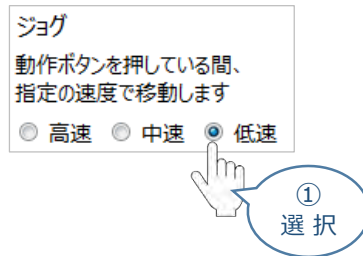 ジョグ
動作ボタンを押している間、
指定の速度で移動します
高速 中速 低速
①
選 択